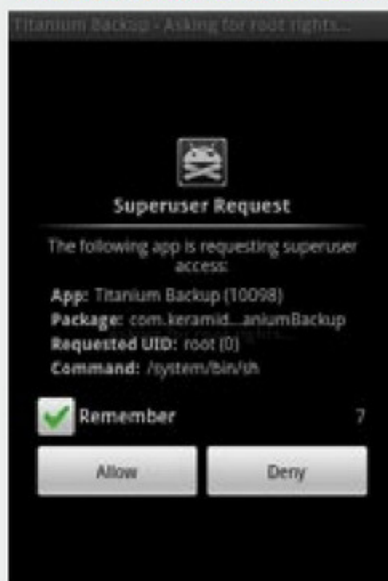 Titanium Backup - Asking for root rights...
Superuser Request
The following app is requesting superuser
access:
App: Titanium Backup (10098)
Package: com.keramid...aniumBackup
Requested UID: root (0)
Command: /system/bin/sh
Remember
7
Allow
Deny